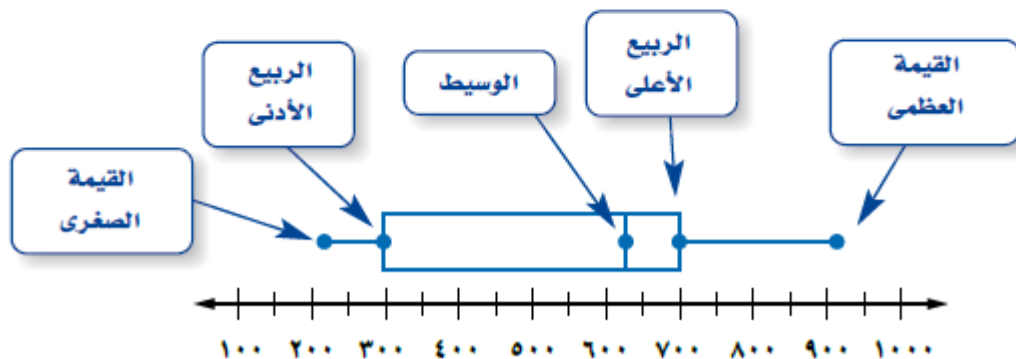 القيمة
العظمى
الربيع
الأعلى
الوسيط
الربيع
الأدنى
القيمة
الصغرى
١٠٠ ٢٠٠ ٣٠٠ ٤٠٠ ٥٠٠ ٦٠٠ ٧٠٠ ٨٠٠ ٩٠٠ ١٠٠٠